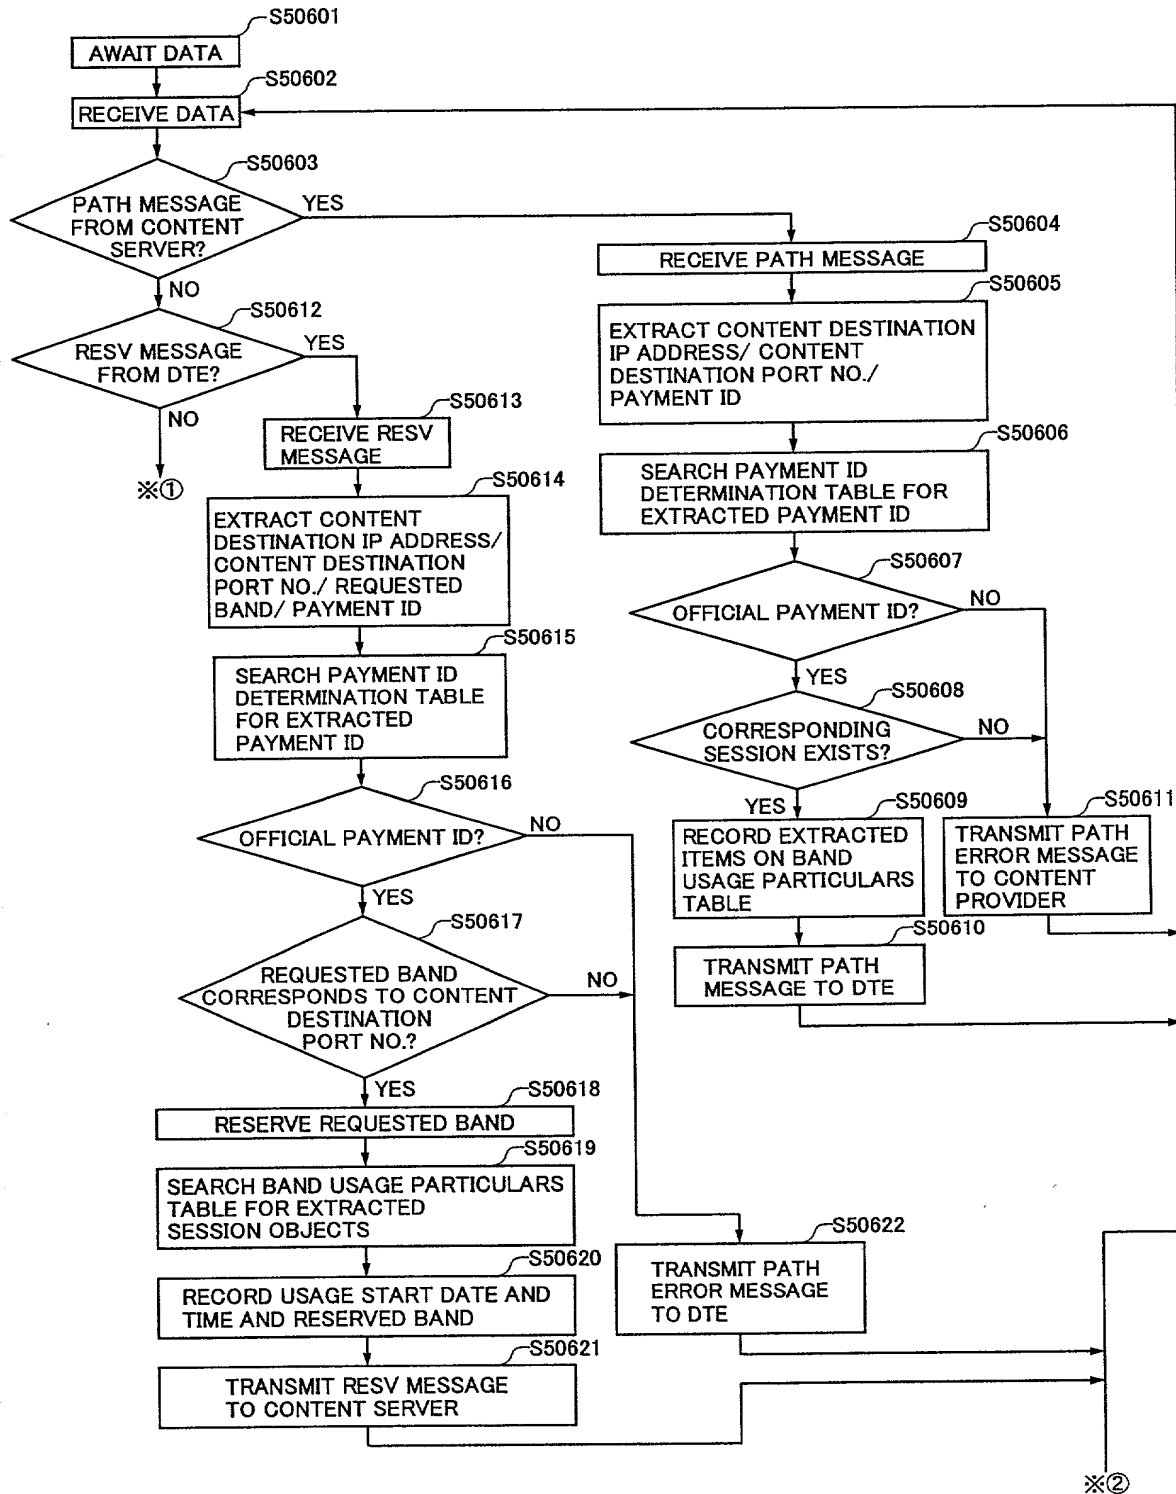 S50601
AWAIT DATA
S50602
RECEIVE DATA
S50603
PATH MESSAGE
FROM CONTENT
SERVER?
YES
NO
S50604
RECEIVE PATH MESSAGE
S50605
EXTRACT CONTENT DESTINATION
IP ADDRESS/ CONTENT
DESTINATION PORT NO./
PAYMENT ID
S50606
SEARCH PAYMENT ID
DETERMINATION TABLE FOR
EXTRACTED PAYMENT ID
S50607
OFFICIAL PAYMENT ID?
NO
YES
S50608
CORRESPONDING
SESSION EXISTS?
NO
YES
S50609
RECORD EXTRACTED
ITEMS ON BAND
USAGE PARTICULARS
TABLE
S50610
TRANSMIT PATH
MESSAGE TO DTE
S50611
TRANSMIT PATH
ERROR MESSAGE
TO CONTENT
PROVIDER
S50612
RESV MESSAGE
FROM DTE?
YES
NO
※①
S50613
RECEIVE RESV
MESSAGE
S50614
EXTRACT CONTENT
DESTINATION IP ADDRESS/
CONTENT DESTINATION
PORT NO./ REQUESTED
BAND/ PAYMENT ID
S50615
SEARCH PAYMENT ID
DETERMINATION TABLE
FOR EXTRACTED
PAYMENT ID
S50616
OFFICIAL PAYMENT ID?
NO
YES
S50617
REQUESTED BAND
CORRESPONDS TO CONTENT
DESTINATION
PORT NO.?
NO
YES
S50618
RESERVE REQUESTED BAND
S50619
SEARCH BAND USAGE PARTICULARS
TABLE FOR EXTRACTED
SESSION OBJECTS
S50620
RECORD USAGE START DATE AND
TIME AND RESERVED BAND
S50621
TRANSMIT RESV MESSAGE
TO CONTENT SERVER
S50622
TRANSMIT PATH
ERROR MESSAGE
TO DTE
※②